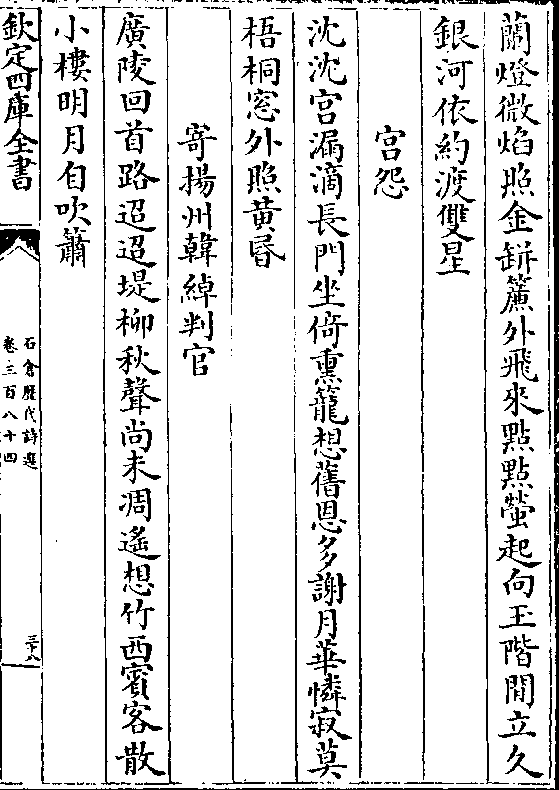 蘭燈微焰照金缾簾外飛來點點螢起向玉階閒立久
銀河依約渡雙星
宫怨
沈沈宫漏滴長門坐倚熏籠想舊恩多謝月華憐寂莫
梧桐窓外照黄昏
寄揚州韓綽判官
廣陵回首路迢迢堤柳秋聲尚未凋遥想竹西賓客散
小樓明月自吹簫
欽定四庫全書
石倉歴代詩選
卷三百八十四
三十八